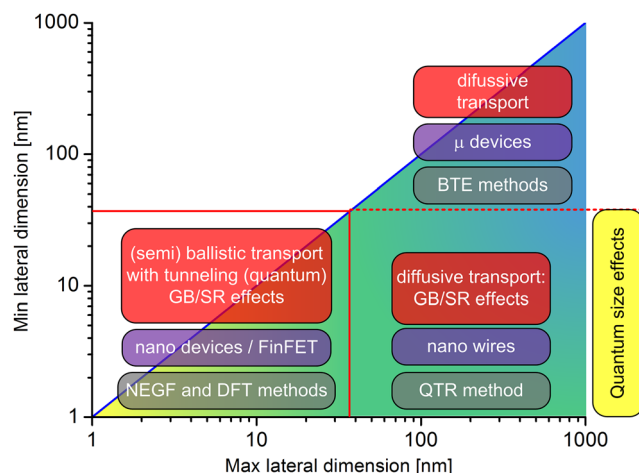 1000
100
10
1
Min lateral dimension [nm]
difussive
transport
μ devices
BTE methods
(semi) ballistic transport
with tunneling (quantum)
GB/SR effects
nano devices / FinFET
NEGF and DFT methods
diffusive transport:
GB/SR effects
nano wires
QTR method
Quantum size effects
1
10
100
1000
Max lateral dimension [nm]